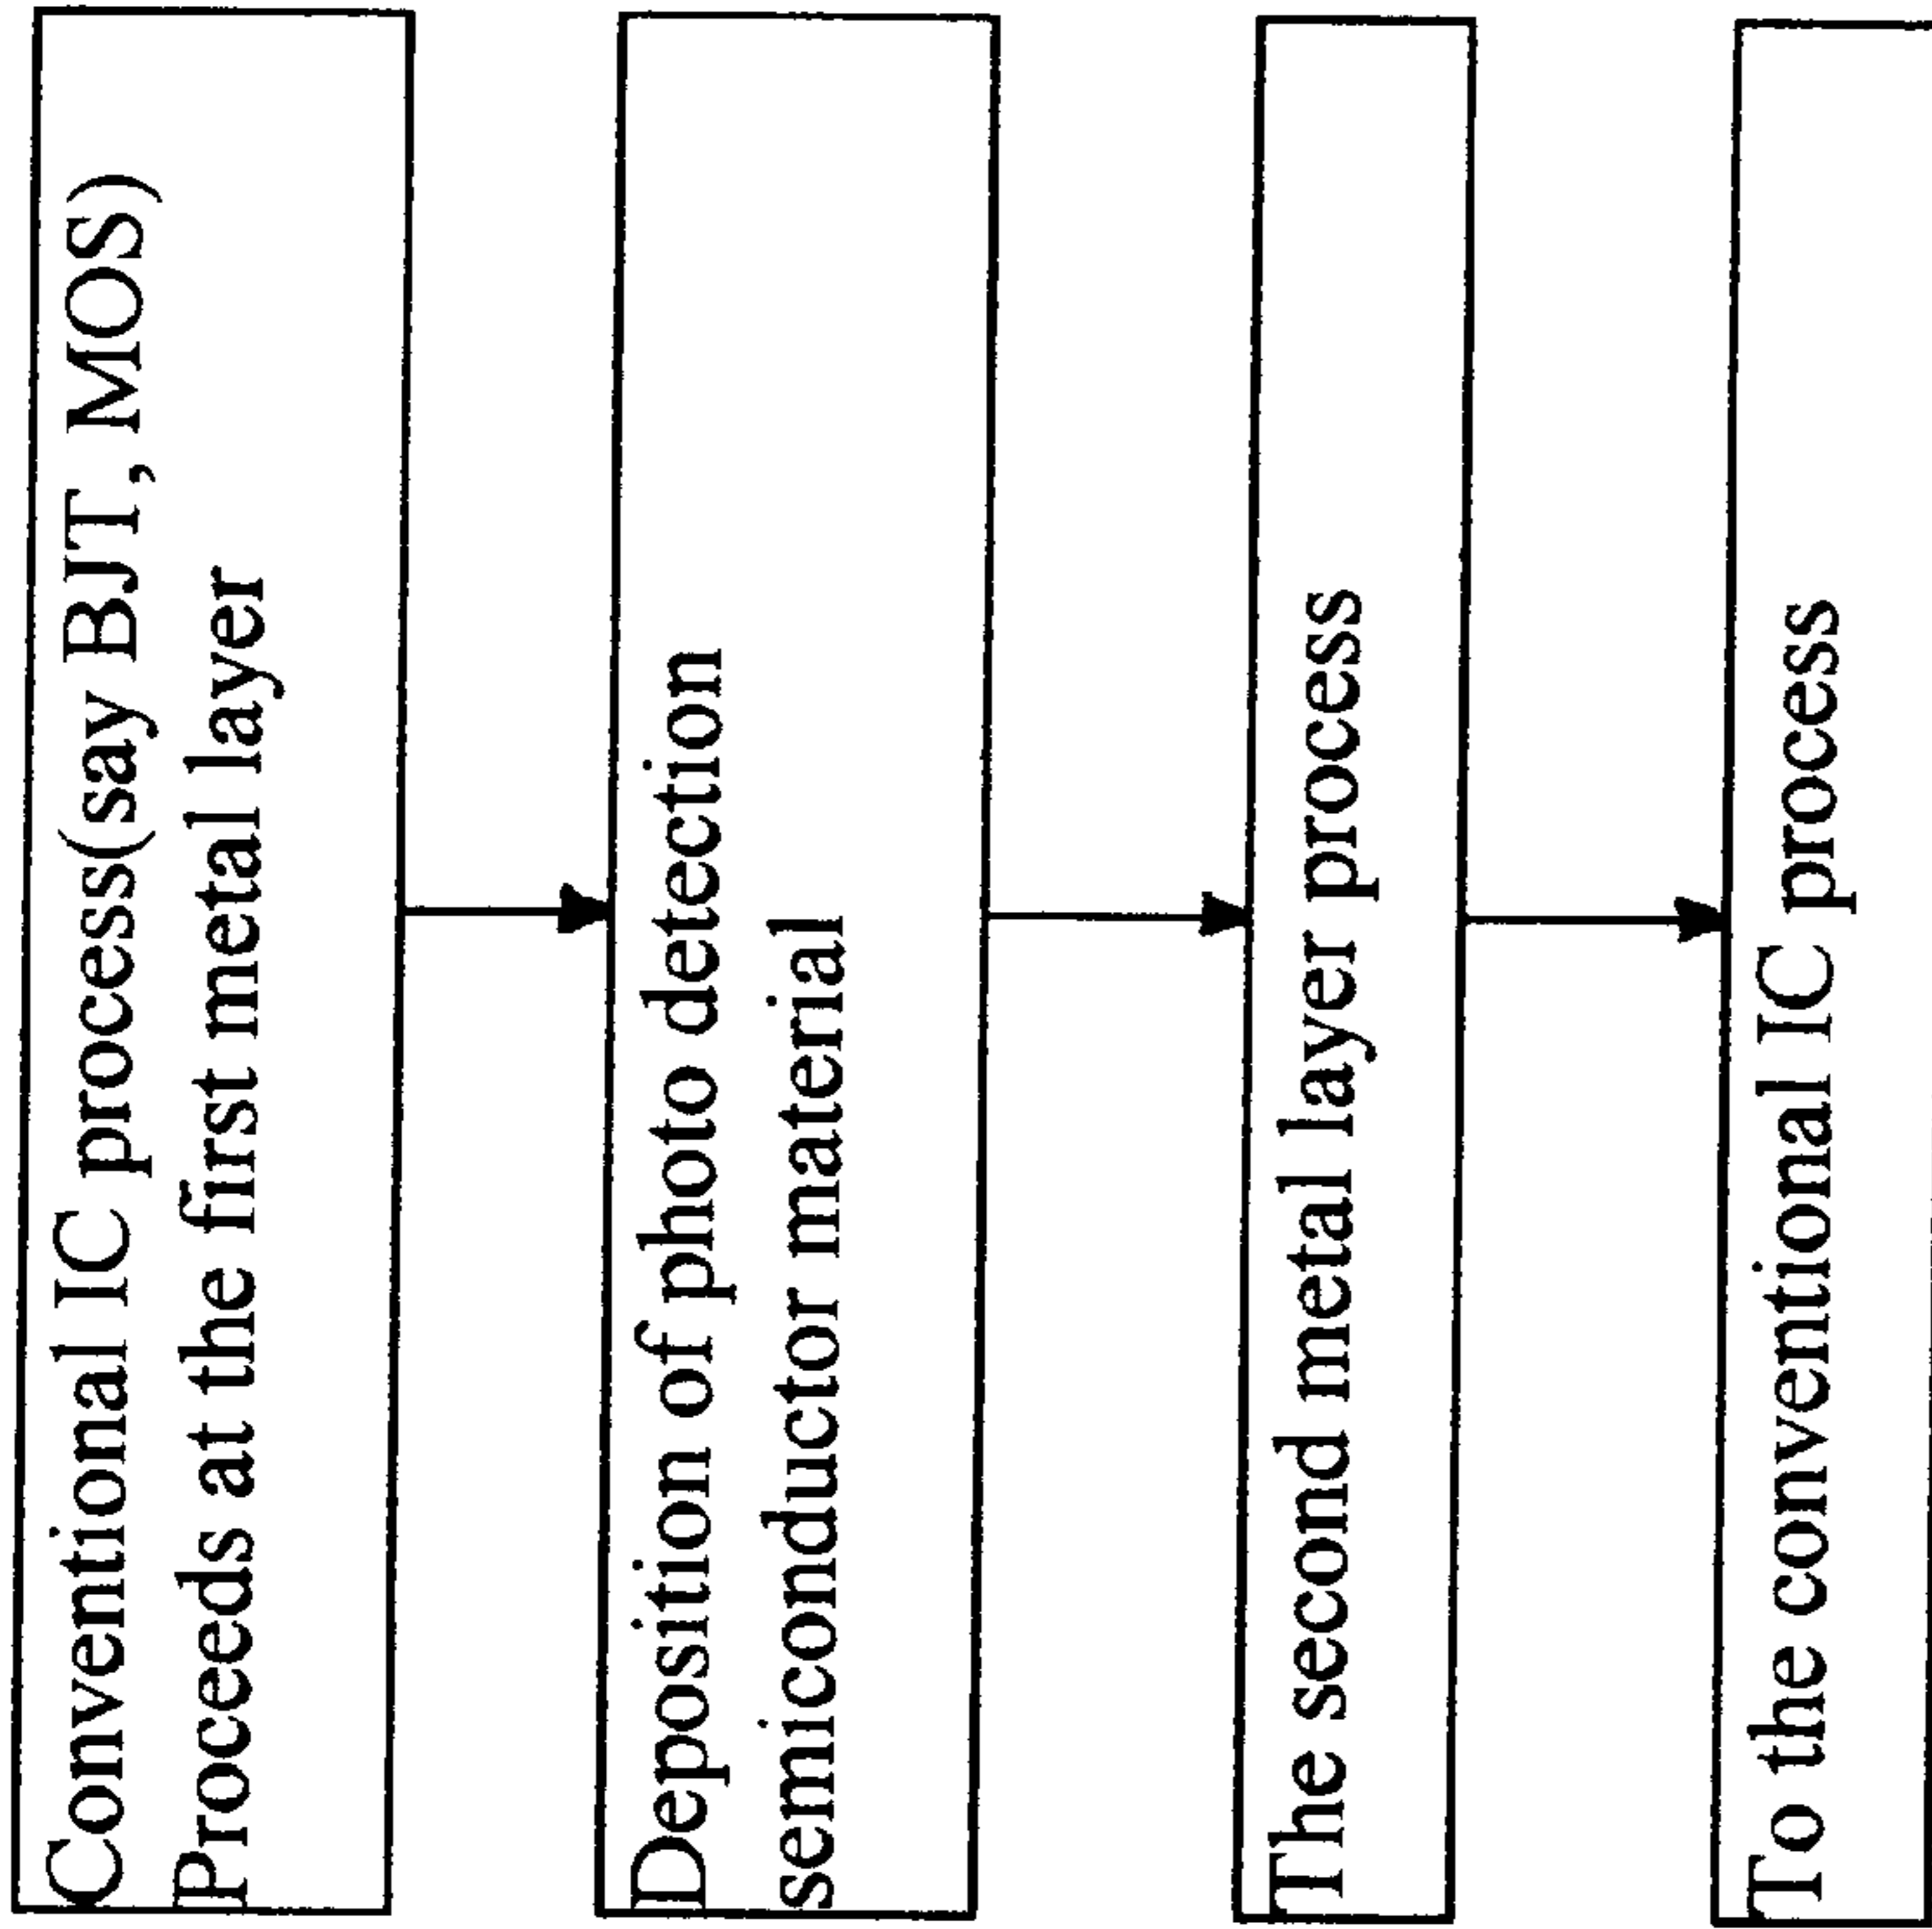 Conventional IC process(say BJT, MOS)
Proceeds at the first metal layer
Deposition of photo detection
semiconductor material
The second metal layer process
To the conventional IC process